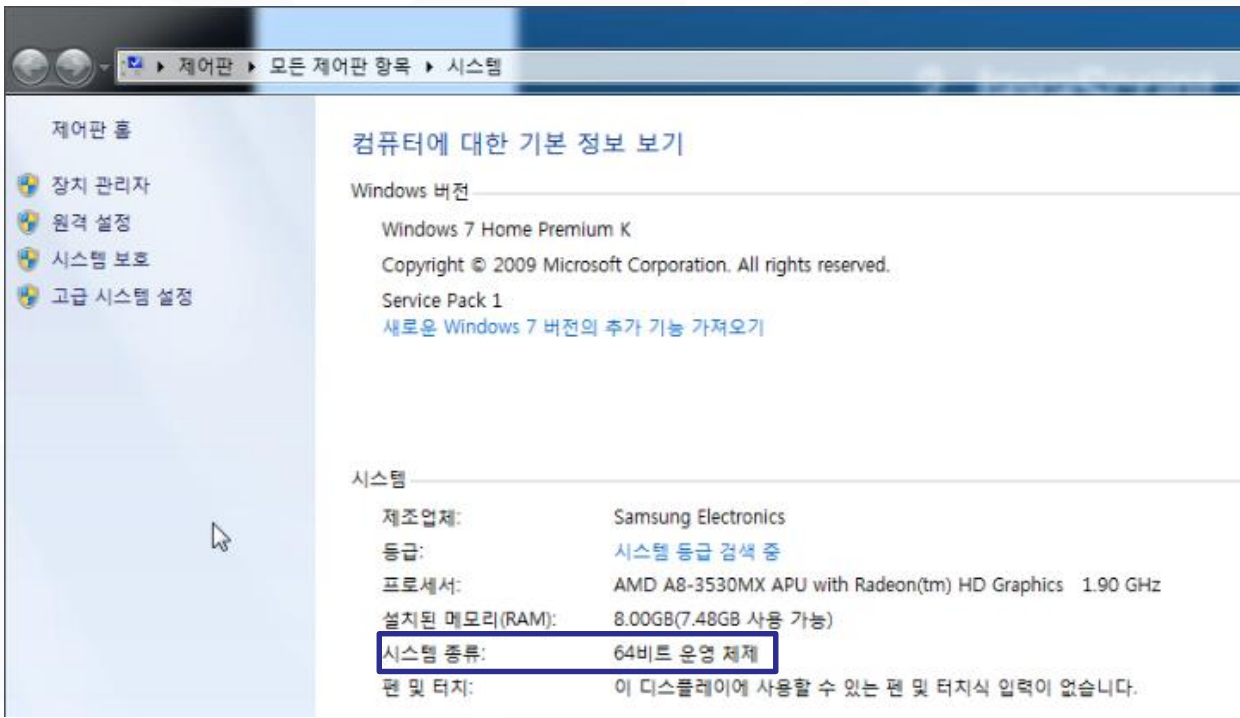 제어판 ▸ 모든 제어판 항목 ▸ 시스템
제어판 홈
장치 관리자
원격 설정
시스템 보호
고급 시스템 설정
컴퓨터에 대한 기본 정보 보기
Windows 버전
Windows 7 Home Premium K
Copyright © 2009 Microsoft Corporation. All rights reserved.
Service Pack 1
새로운 Windows 7 버전의 추가 기능 가져오기
시스템
제조업체: Samsung Electronics
등급: 시스템 등급 검색 중
프로세서: AMD A8-3530MX APU with Radeon(tm) HD Graphics 1.90 GHz
설치된 메모리(RAM): 8.00GB(7.48GB 사용 가능)
시스템 종류: 64비트 운영 체제
펜 및 터치: 이 디스플레이에 사용할 수 있는 펜 및 터치식 입력이 없습니다.